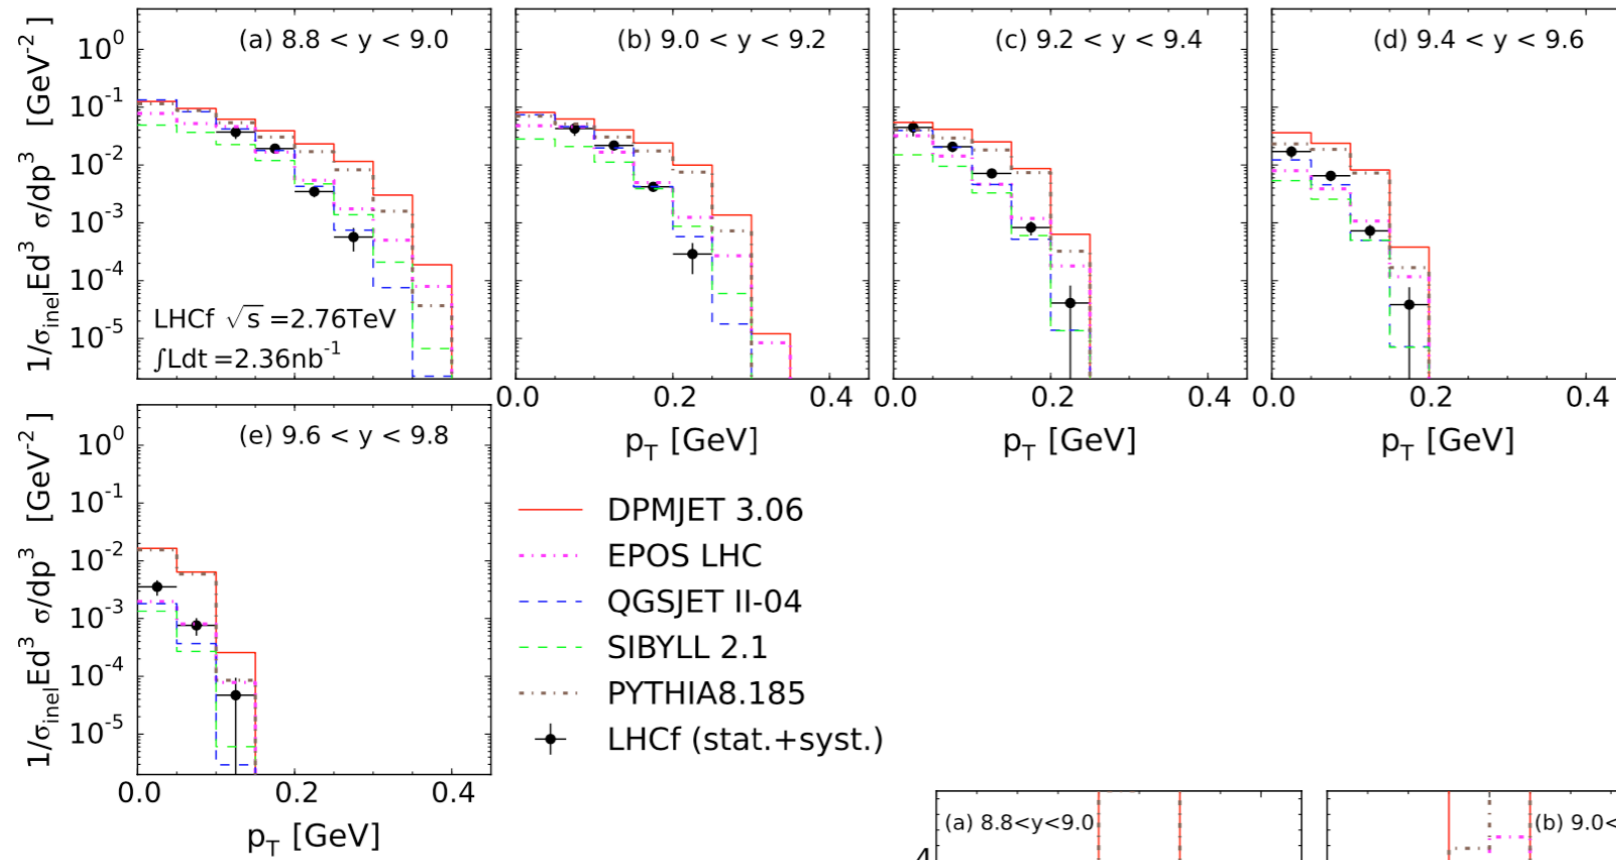 (a) 8.8 < y < 9.0
(b) 9.0 < y < 9.2
(c) 9.2 < y < 9.4
(d) 9.4 < y < 9.6
1/σ_inel Ed³ σ/dp³ [GeV⁻²]
10⁰
10⁻¹
10⁻²
10⁻³
10⁻⁴
10⁻⁵
LHCf √s =2.76TeV
∫Ldt =2.36nb⁻¹
0.0 0.2 0.4
0.0 0.2 0.4
0.0 0.2 0.4
p_T [GeV]
p_T [GeV]
p_T [GeV]
(e) 9.6 < y < 9.8
1/σ_inel Ed³ σ/dp³ [GeV⁻²]
10⁰
10⁻¹
10⁻²
10⁻³
10⁻⁴
10⁻⁵
0.0 0.2 0.4
p_T [GeV]
DPMJET 3.06
EPOS LHC
QGSJET II-04
SIBYLL 2.1
PYTHIA8.185
LHCf (stat.+syst.)
(a) 8.8<y<9.0
(b) 9.0<
4